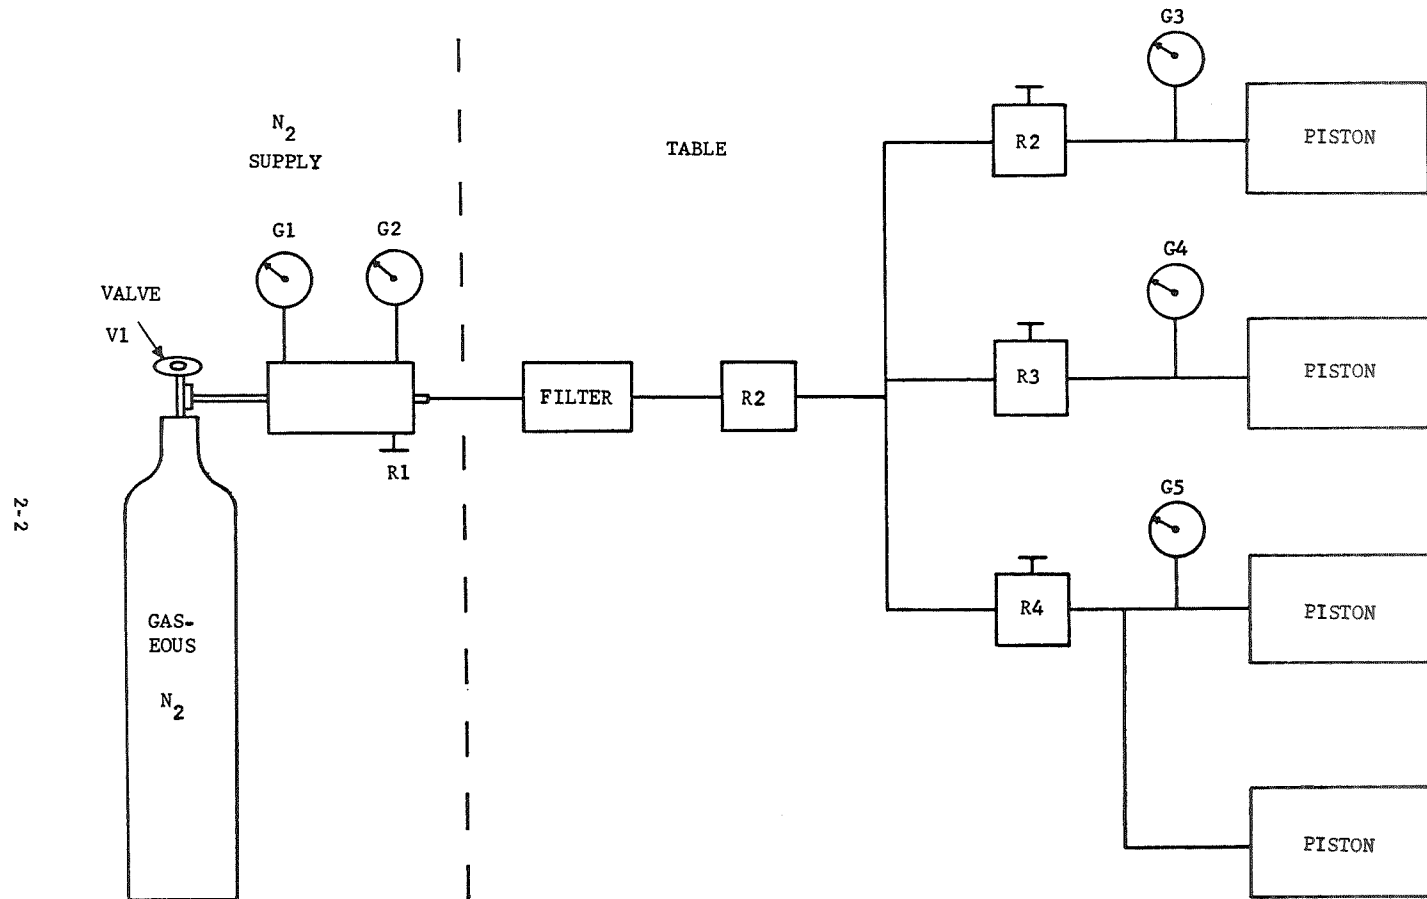 N2
SUPPLY
TABLE
G1
G2
VALVE
V1
R1
GAS-
EOUS
N2
FILTER
R2
R2
G3
PISTON
R3
G4
PISTON
R4
G5
PISTON
PISTON
2-2